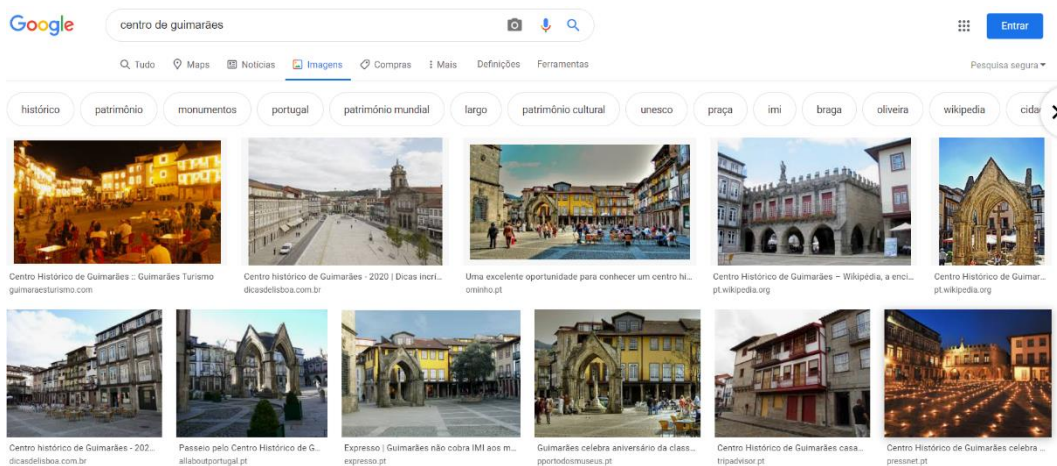 Google
centro de guimarães
Entrar
Tudo Maps Notícias Imagens Compras Mais Definições Ferramentas
Pesquisa segura
histórico patrimônio monumentos portugal património mundial largo património cultural unesco praça imi braga oliveira wikipedia cida
Centro Histórico de Guimarães :: Guimarães Turismo
guimaraesturismo.com
Centro histórico de Guimarães - 2020 | Dicas incrí...
dicasdelisboa.com.br
Uma excelente oportunidade para conhecer um centro hi...
ominho.pt
Centro Histórico de Guimarães – Wikipédia, a enci...
pt.wikipedia.org
Centro Histórico de Guimar...
pt.wikipedia.org
Centro histórico de Guimarães - 202...
dicasdelisboa.com.br
Passeio pelo Centro Histórico de G...
allaboutportugal.pt
Expresso | Guimarães não cobra IMI aos m...
expresso.pt
Guimarães celebra aniversário da class...
pportodosmuseus.pt
Centro Histórico de Guimarães casa...
tripadvisor.pt
Centro Histórico de Guimarães celebra ...
pressnet.pt